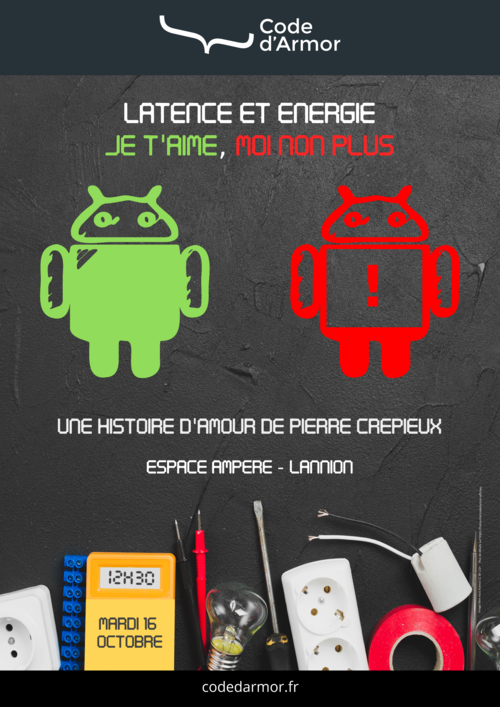 Code
d'Armor
LATENCE ET ENERGIE
JE T'AIME, MOI NON PLUS
!
UNE HISTOIRE D'AMOUR DE PIERRE CREPIEUX
ESPACE AMPERE - LANNION
12H30
MARDI 16
OCTOBRE
codedarmor.fr